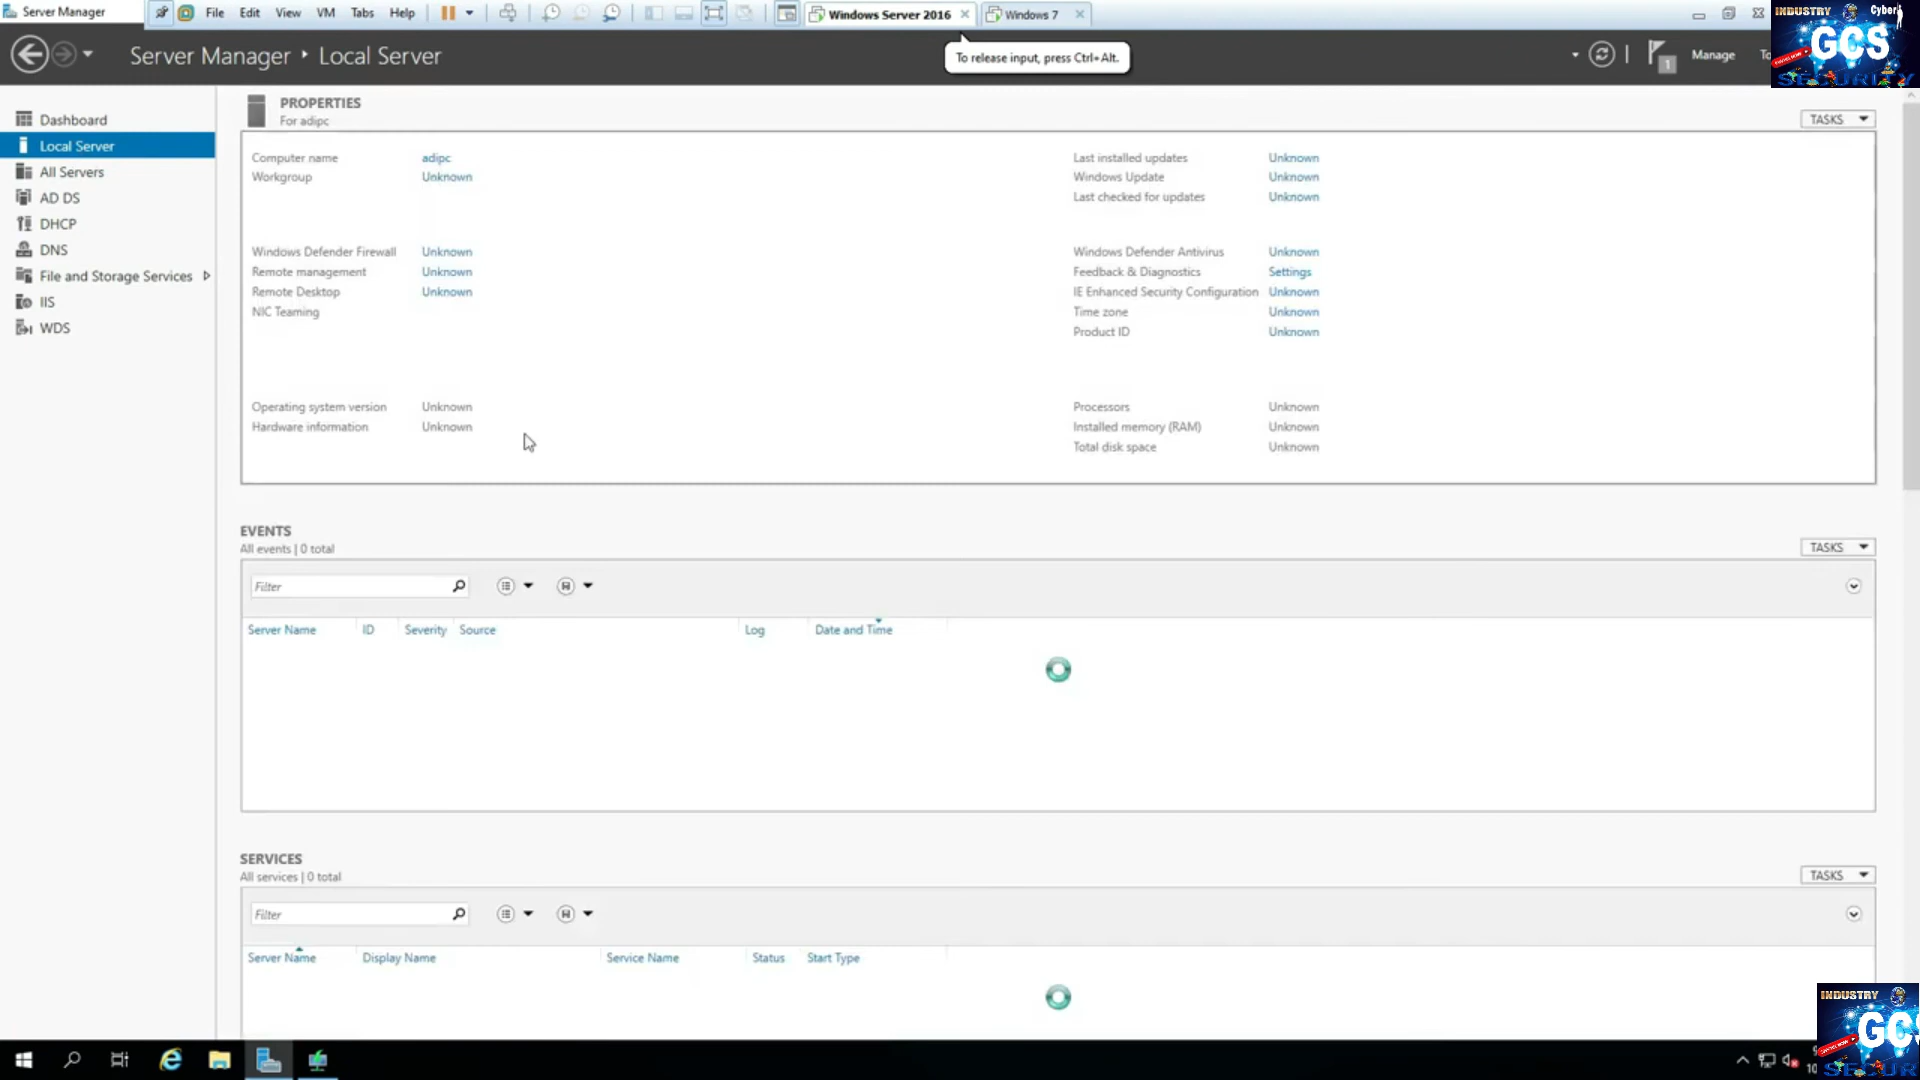 Server Manager
File Edit View VM Tabs Help
Windows Server 2016
Windows 7
INDUSTRY Cyber
GCS
SECURITY
Server Manager ‣ Local Server
To release input, press Ctrl+Alt.
1
Manage
To
Dashboard
Local Server
All Servers
AD DS
DHCP
DNS
File and Storage Services
IIS
WDS
PROPERTIES
For adipc
TASKS
Computer name adipc
Workgroup Unknown
Last installed updates Unknown
Windows Update Unknown
Last checked for updates Unknown
Windows Defender Firewall Unknown
Remote management Unknown
Remote Desktop Unknown
NIC Teaming
Windows Defender Antivirus Unknown
Feedback & Diagnostics Settings
IE Enhanced Security Configuration Unknown
Time zone Unknown
Product ID Unknown
Operating system version Unknown
Hardware information Unknown
Processors Unknown
Installed memory (RAM) Unknown
Total disk space Unknown
EVENTS
All events | 0 total
TASKS
Filter
Server Name ID Severity Source Log Date and Time
SERVICES
All services | 0 total
TASKS
Filter
Server Name Display Name Service Name Status Start Type
INDUSTRY
GCS
SECUR